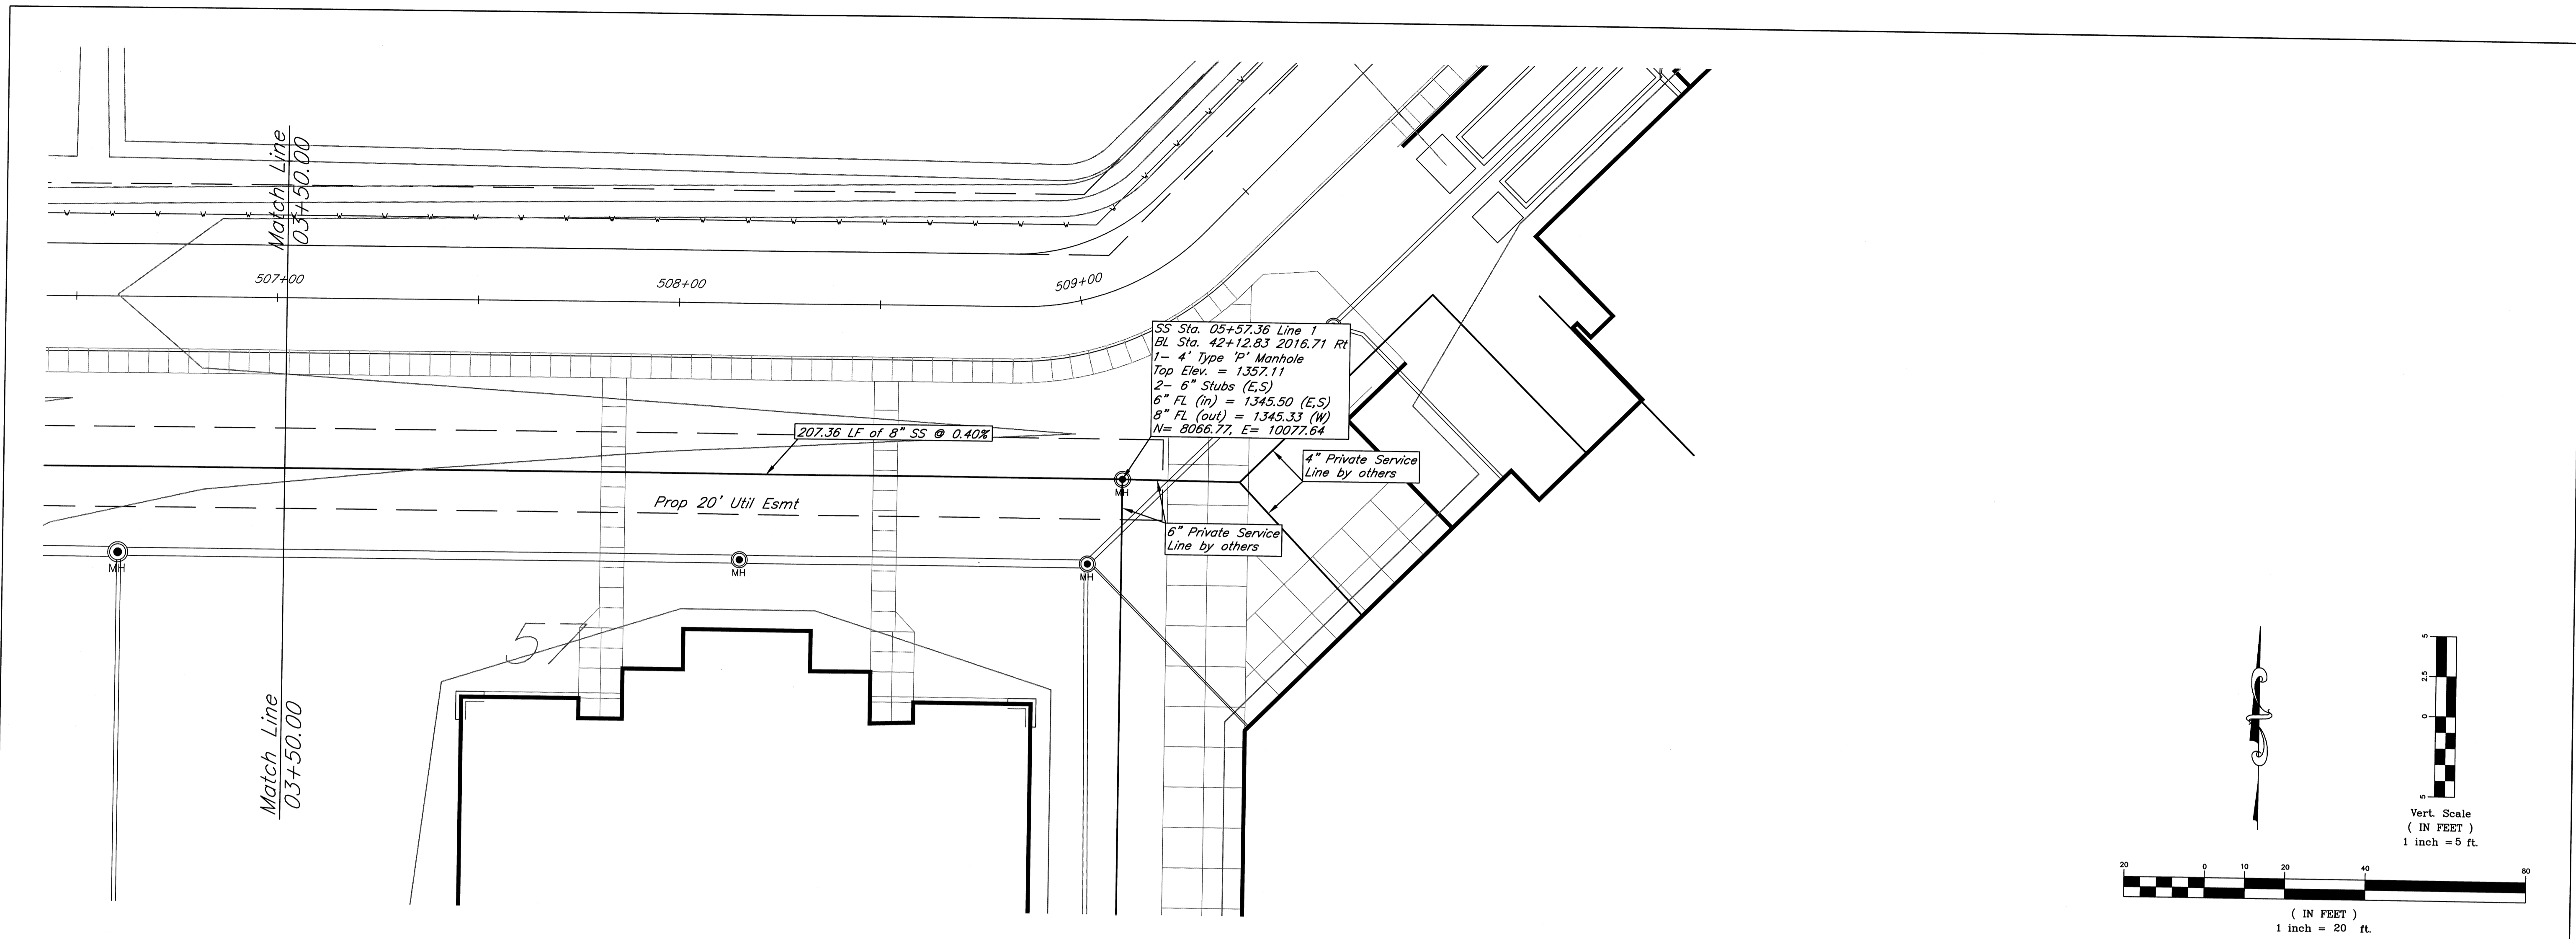 Match Line
03+50.00
507+00
508+00
509+00
SS Sta. 05+57.36 Line 1
BL Sta. 42+12.83 2016.71 Rt
1- 4' Type 'P' Manhole
Top Elev. = 1357.11
2- 6" Stubs (E,S)
6" FL (in) = 1345.50 (E,S)
8" FL (out) = 1345.33 (W)
N= 8066.77, E= 10077.64
207.36 LF of 8" SS @ 0.40%
4" Private Service
Line by others
MH
Prop 20' Util Esmt
6" Private Service
Line by others
MH
MH
MH
57
Match Line
03+50.00
5
2.5
0
5
Vert. Scale
( IN FEET )
1 inch = 5 ft.
20 0 10 20 40 80
( IN FEET )
1 inch = 20 ft.
W W W W W W W W W W W W W W W W W W W W W W W W W W W W